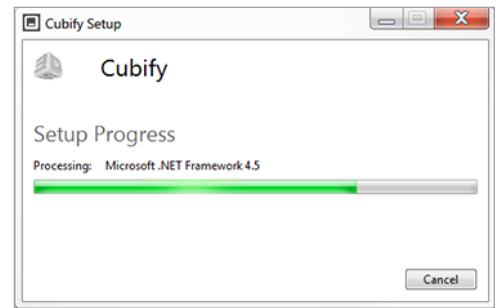 Cubify Setup
Cubify
Setup Progress
Processing: Microsoft .NET Framework 4.5
Cancel